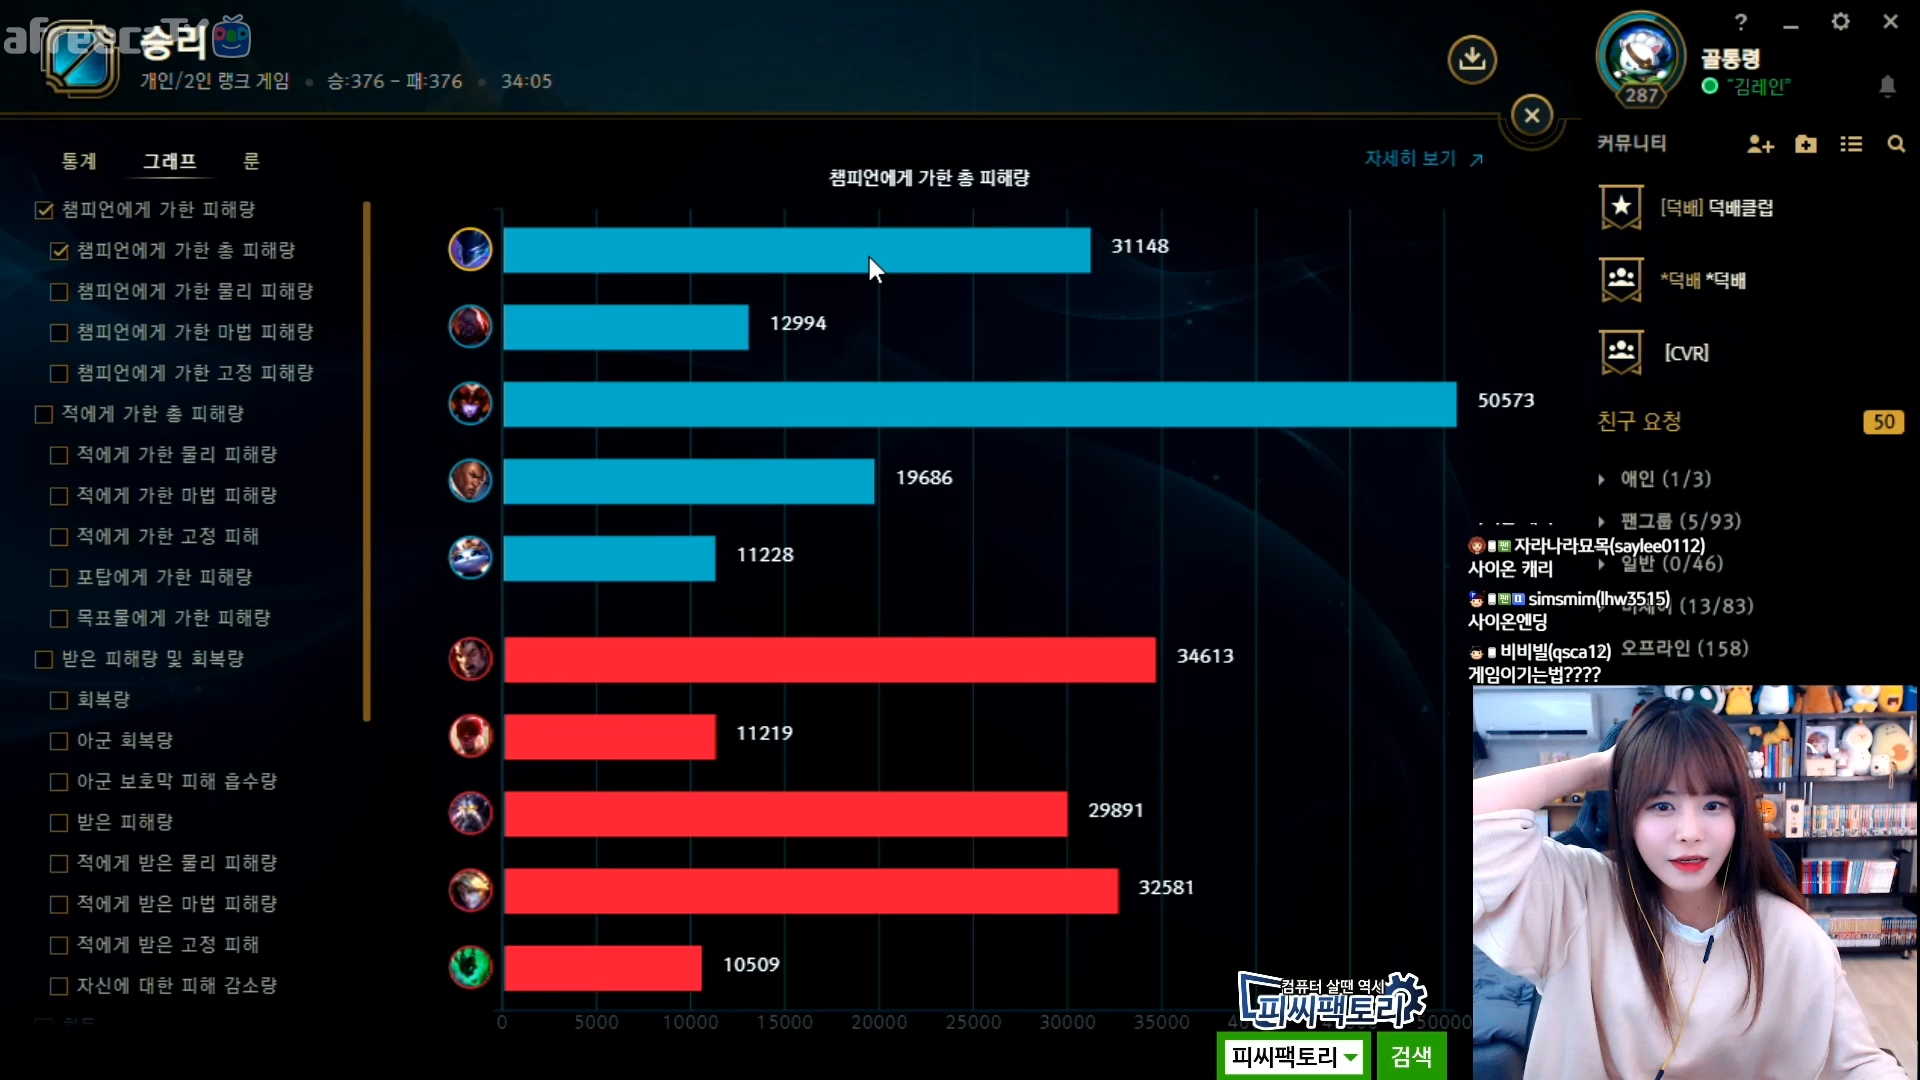 afreecaTV
승리
개인/2인 랭크 게임 • 승:376 - 패:376 • 34:05
통계 그래프 룬
챔피언에게 가한 피해량
챔피언에게 가한 총 피해량
챔피언에게 가한 물리 피해량
챔피언에게 가한 마법 피해량
챔피언에게 가한 고정 피해량
적에게 가한 총 피해량
적에게 가한 물리 피해량
적에게 가한 마법 피해량
적에게 가한 고정 피해
포탑에게 가한 피해량
목표물에게 가한 피해량
받은 피해량 및 회복량
회복량
아군 회복량
아군 보호막 피해 흡수량
받은 피해량
적에게 받은 물리 피해량
적에게 받은 마법 피해량
적에게 받은 고정 피해
자신에 대한 피해 감소량
자세히 보기
챔피언에게 가한 총 피해량
31148
12994
50573
19686
11228
34613
11219
29891
32581
10509
0 5000 10000 15000 20000 25000 30000 35000 50000
?
287
골통령
"김레인"
커뮤니티
[덕배] 덕배클럽
*덕배 *덕배
[CVR]
친구 요청 50
애인 (1/3)
팬그룹 (5/93)
일반 (0/46)
(13/83)
오프라인 (158)
팬 자라나라묘목(saylee0112)
사이온 캐리
팬 simsmim(lhw3515)
사이온엔딩
비비빌(qsca12)
게임이기는법????
컴퓨터 살땐 역시
피씨팩토리
피씨팩토리 검색